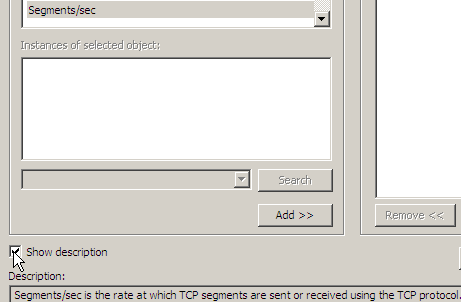 Segments/sec
Instances of selected object:
Search
Add >>
Remove <<
Show description
Description:
Segments/sec is the rate at which TCP segments are sent or received using the TCP protocol.